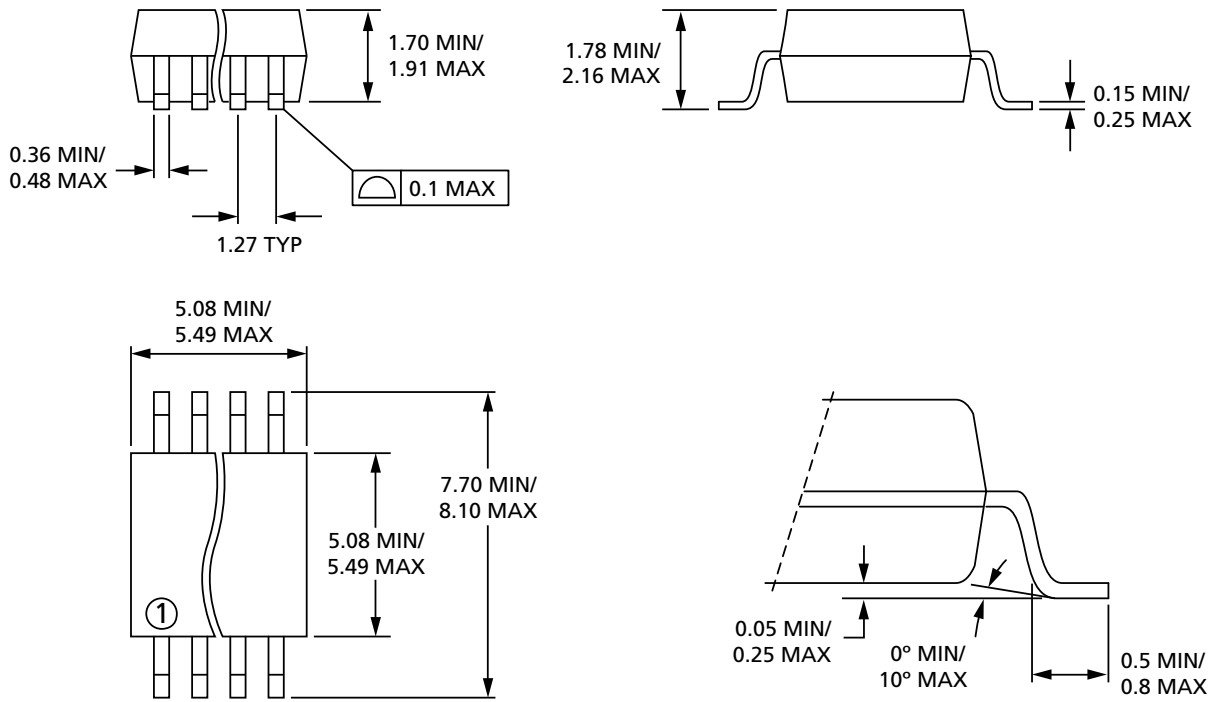 1.70 MIN/
1.91 MAX
1.78 MIN/
2.16 MAX
0.15 MIN/
0.25 MAX
0.36 MIN/
0.48 MAX
0.1 MAX
1.27 TYP
5.08 MIN/
5.49 MAX
7.70 MIN/
8.10 MAX
5.08 MIN/
5.49 MAX
1
0.05 MIN/
0.25 MAX
0º MIN/
10º MAX
0.5 MIN/
0.8 MAX